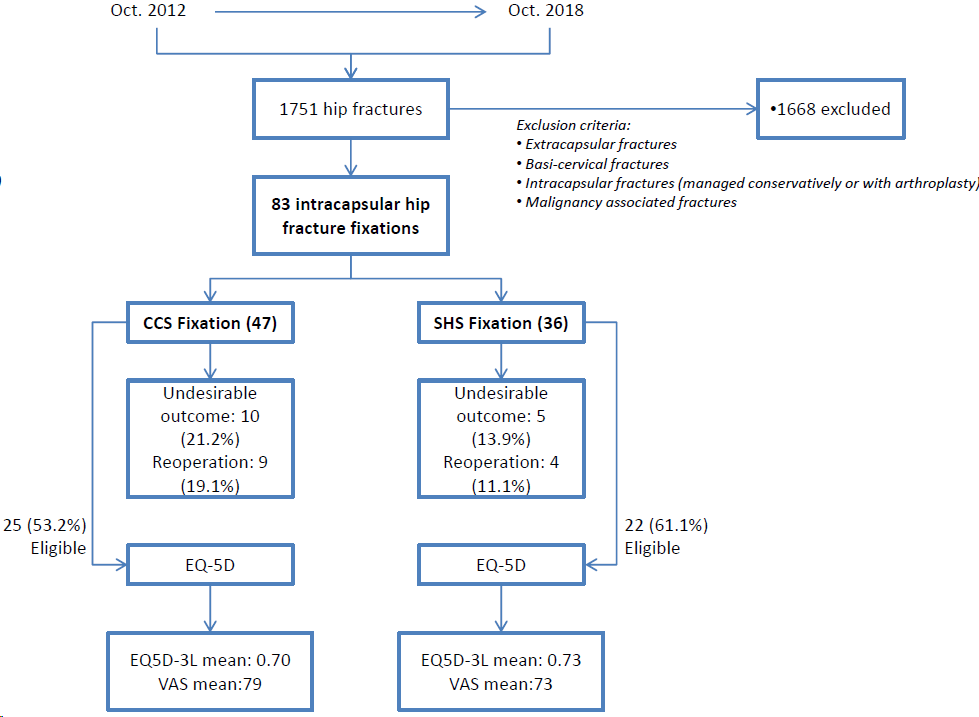 Oct. 2012
Oct. 2018
1751 hip fractures
•1668 excluded
Exclusion criteria:
• Extracapsular fractures
• Basi-cervical fractures
• Intracapsular fractures (managed conservatively or with arthroplasty)
• Malignancy associated fractures
83 intracapsular hip
fracture fixations
CCS Fixation (47)
SHS Fixation (36)
Undesirable
outcome: 10
(21.2%)
Reoperation: 9
(19.1%)
Undesirable
outcome: 5
(13.9%)
Reoperation: 4
(11.1%)
25 (53.2%)
Eligible
22 (61.1%)
Eligible
EQ-5D
EQ-5D
EQ5D-3L mean: 0.70
VAS mean:79
EQ5D-3L mean: 0.73
VAS mean:73